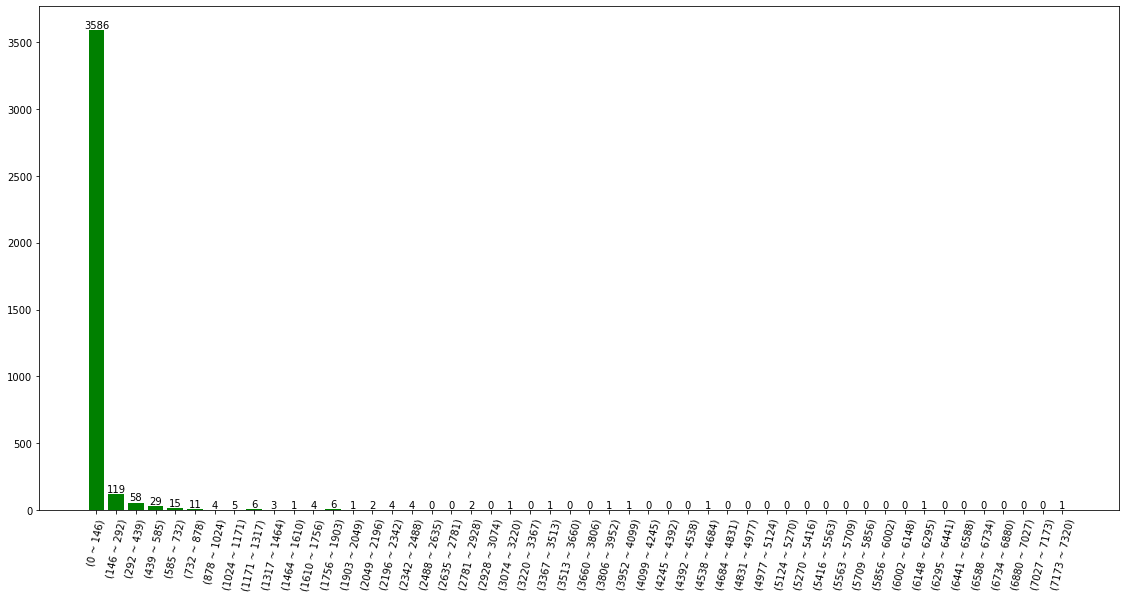 3500
3000
2500
2000
1500
1000
500
0
3586
119
58
29
15
11
4
5
6
3
1
4
6
1
2
4
4
0
0
2
0
1
0
1
0
0
1
1
0
0
0
1
0
0
0
0
0
0
0
0
0
0
1
0
0
0
0
0
0
1
(0 ~ 146)
(146 ~ 292)
(292 ~ 439)
(439 ~ 585)
(585 ~ 732)
(732 ~ 878)
(878 ~ 1024)
(1024 ~ 1171)
(1171 ~ 1317)
(1317 ~ 1464)
(1464 ~ 1610)
(1610 ~ 1756)
(1756 ~ 1903)
(1903 ~ 2049)
(2049 ~ 2196)
(2196 ~ 2342)
(2342 ~ 2488)
(2488 ~ 2635)
(2635 ~ 2781)
(2781 ~ 2928)
(2928 ~ 3074)
(3074 ~ 3220)
(3220 ~ 3367)
(3367 ~ 3513)
(3513 ~ 3660)
(3660 ~ 3806)
(3806 ~ 3952)
(3952 ~ 4099)
(4099 ~ 4245)
(4245 ~ 4392)
(4392 ~ 4538)
(4538 ~ 4684)
(4684 ~ 4831)
(4831 ~ 4977)
(4977 ~ 5124)
(5124 ~ 5270)
(5270 ~ 5416)
(5416 ~ 5563)
(5563 ~ 5709)
(5709 ~ 5856)
(5856 ~ 6002)
(6002 ~ 6148)
(6148 ~ 6295)
(6295 ~ 6441)
(6441 ~ 6588)
(6588 ~ 6734)
(6734 ~ 6880)
(6880 ~ 7027)
(7027 ~ 7173)
(7173 ~ 7320)